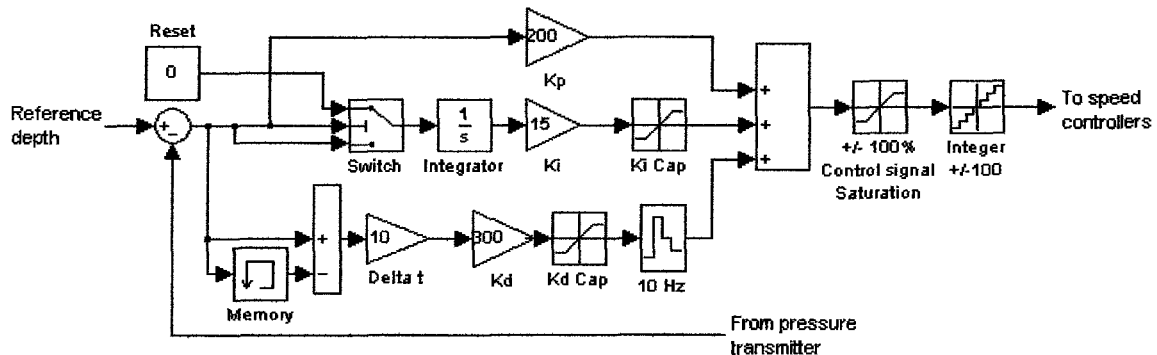 Reset
0
200
Kp
Reference
depth
+
-
Switch
1
s
Integrator
15
Ki
Ki Cap
+
+
+
+/- 100%
Control signal
Saturation
Integer
+/-100
To speed
controllers
+
-
Memory
10
Delta t
300
Kd
Kd Cap
10 Hz
From pressure
transmitter